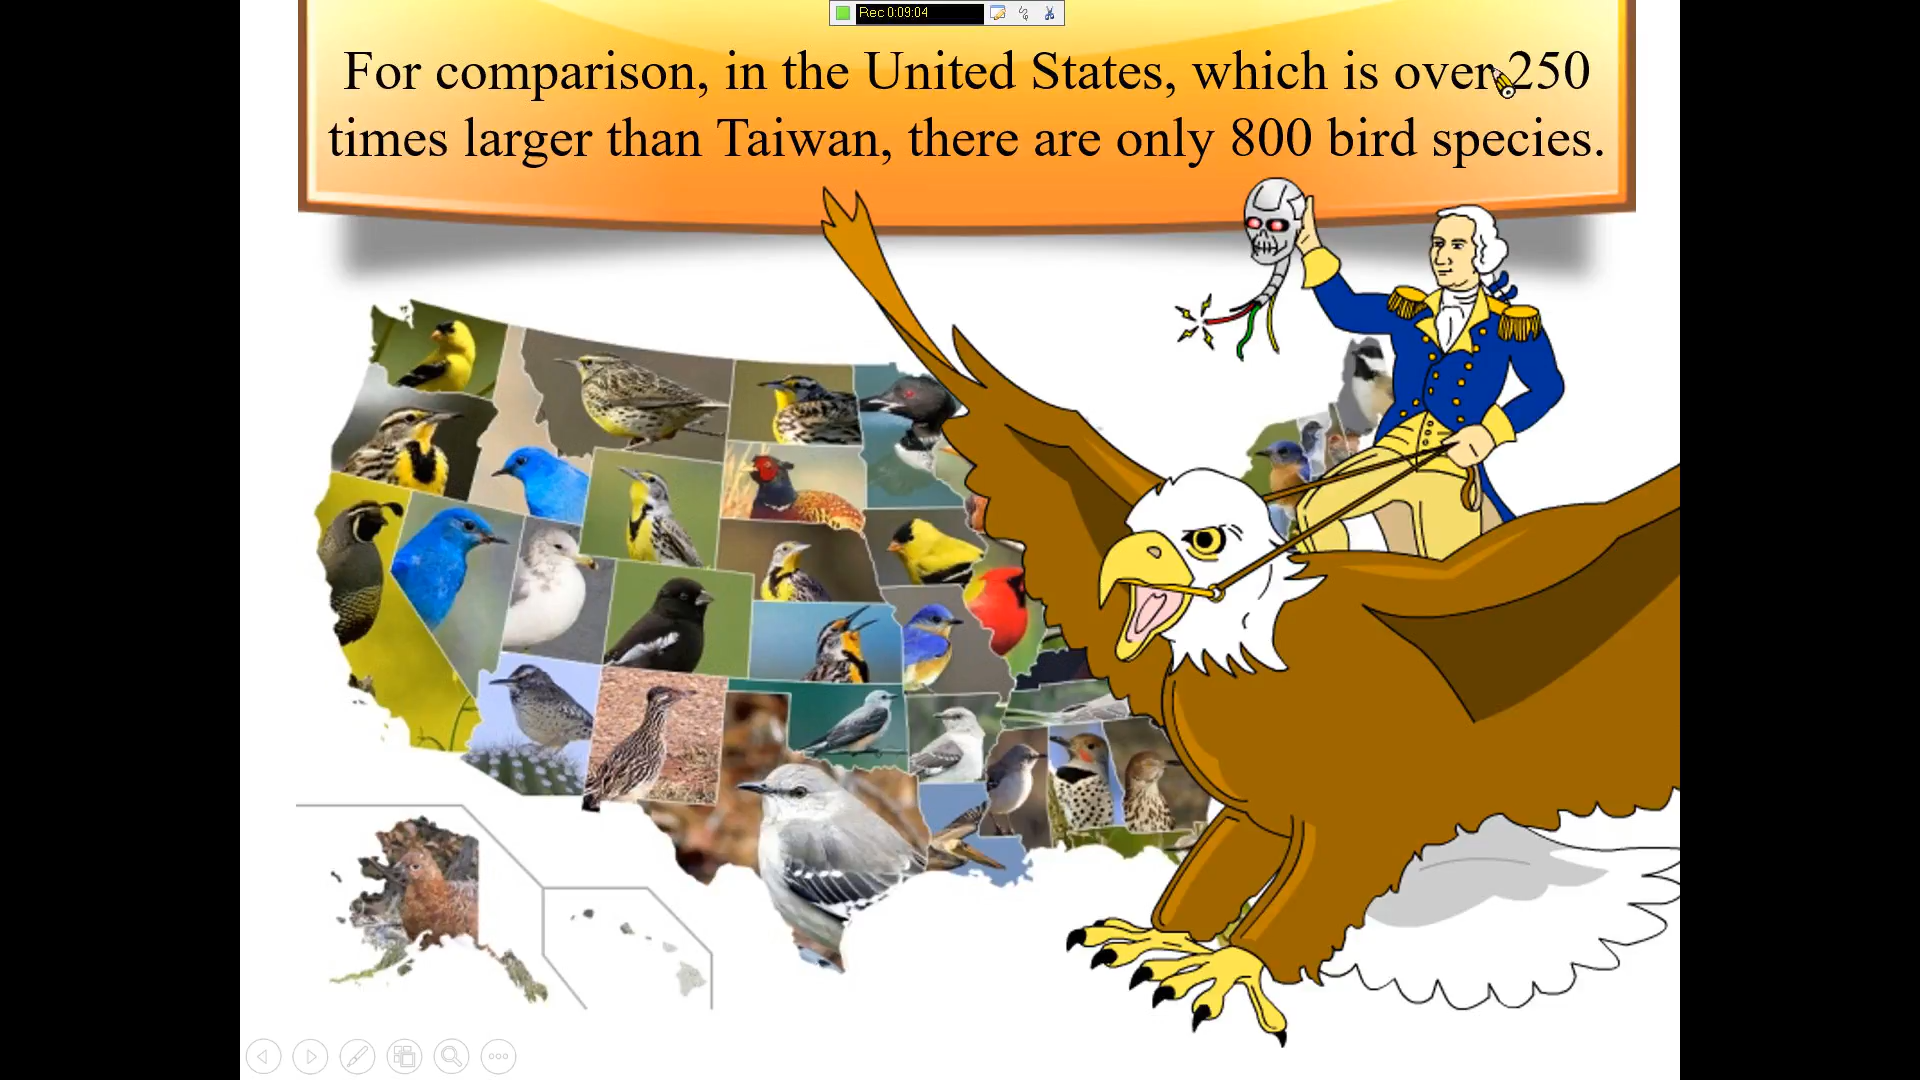 Rec 0:09:04
For comparison, in the United States, which is over 250
times larger than Taiwan, there are only 800 bird species.